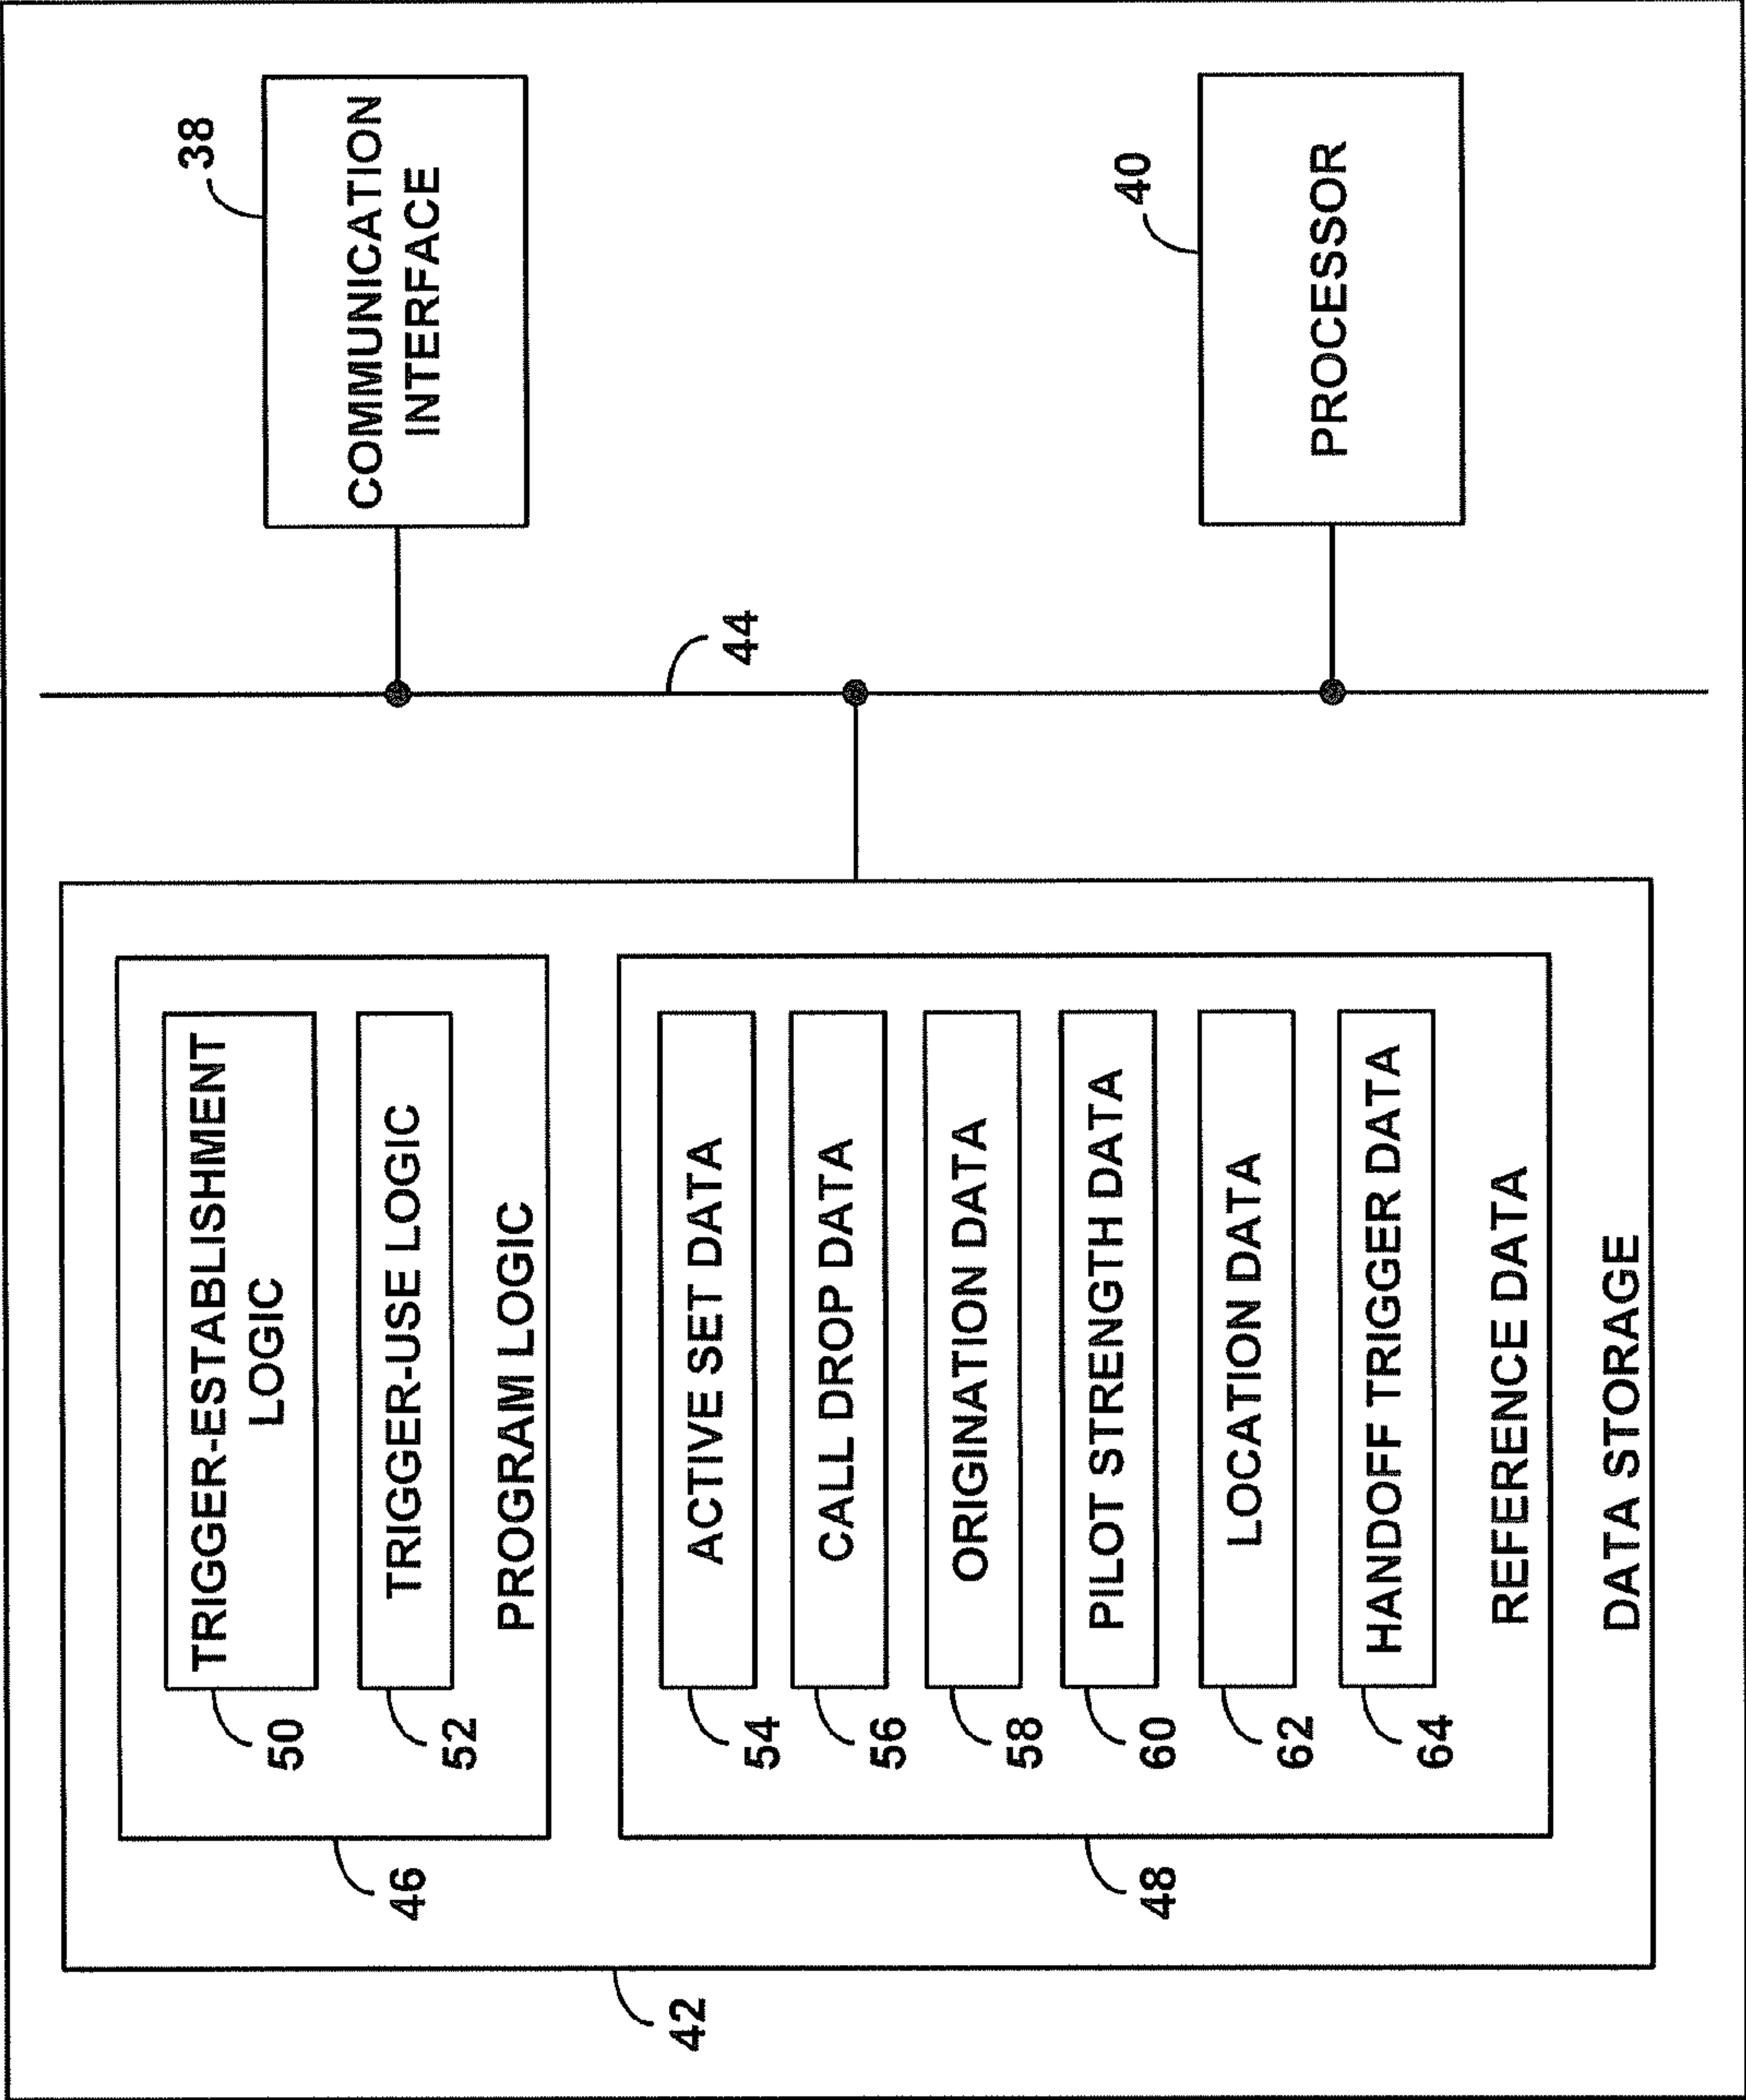 38
COMMUNICATION
INTERFACE
40
PROCESSOR
44
50
TRIGGER-ESTABLISHMENT
LOGIC
52
TRIGGER-USE LOGIC
PROGRAM LOGIC
46
54
ACTIVE SET DATA
56
CALL DROP DATA
58
ORIGINATION DATA
60
PILOT STRENGTH DATA
62
LOCATION DATA
64
HANDOFF TRIGGER DATA
REFERENCE DATA
48
DATA STORAGE
42